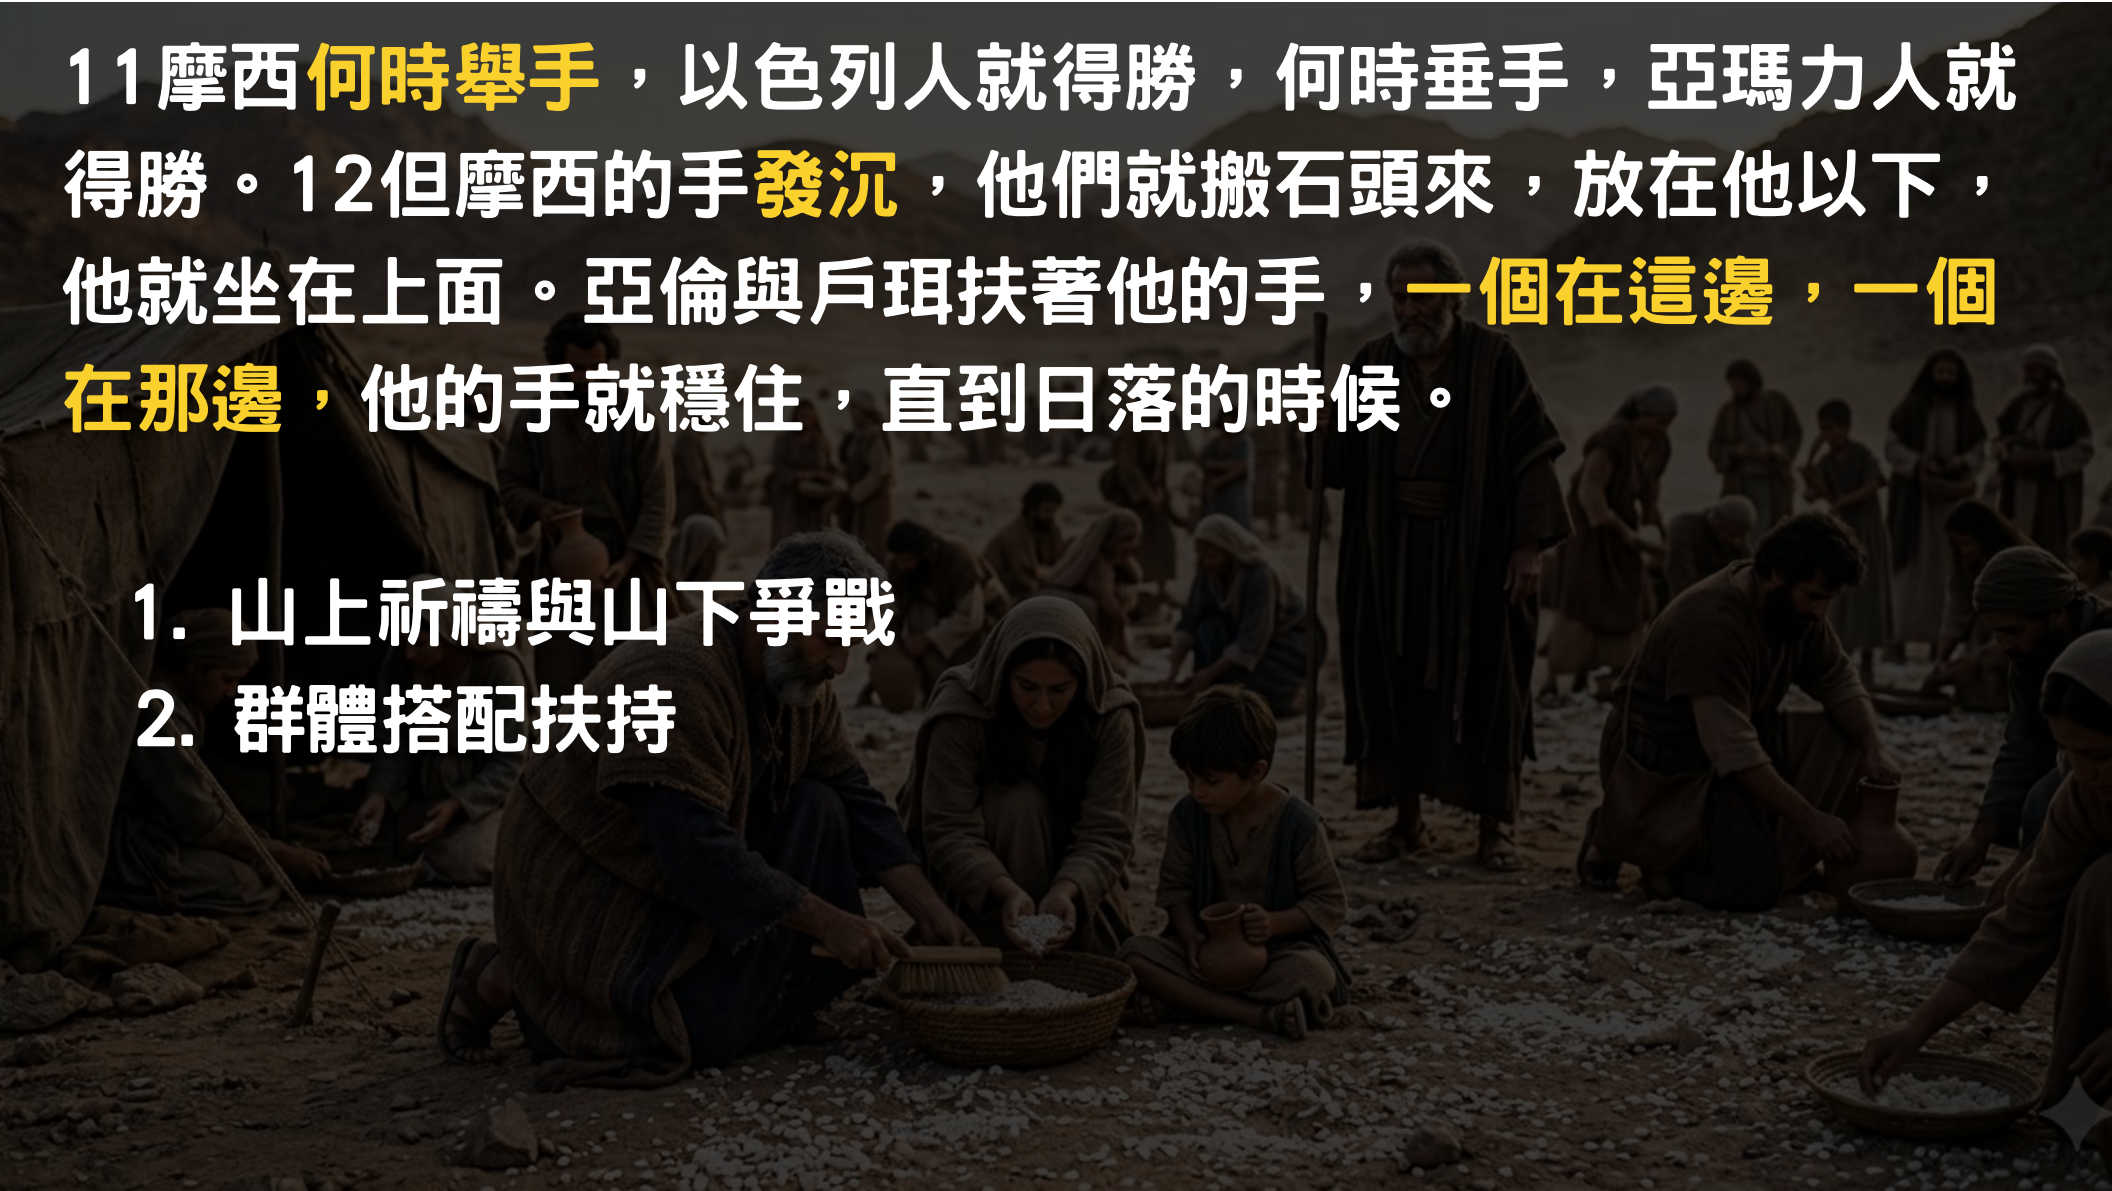 11摩西何時舉手，以色列人就得勝，何時垂手，亞瑪力人就
得勝。12但摩西的手發沉，他們就搬石頭來，放在他以下，
他就坐在上面。亞倫與戶珥扶著他的手，一個在這邊，一個
在那邊，他的手就穩住，直到日落的時候。
1. 山上祈禱與山下爭戰
2. 群體搭配扶持